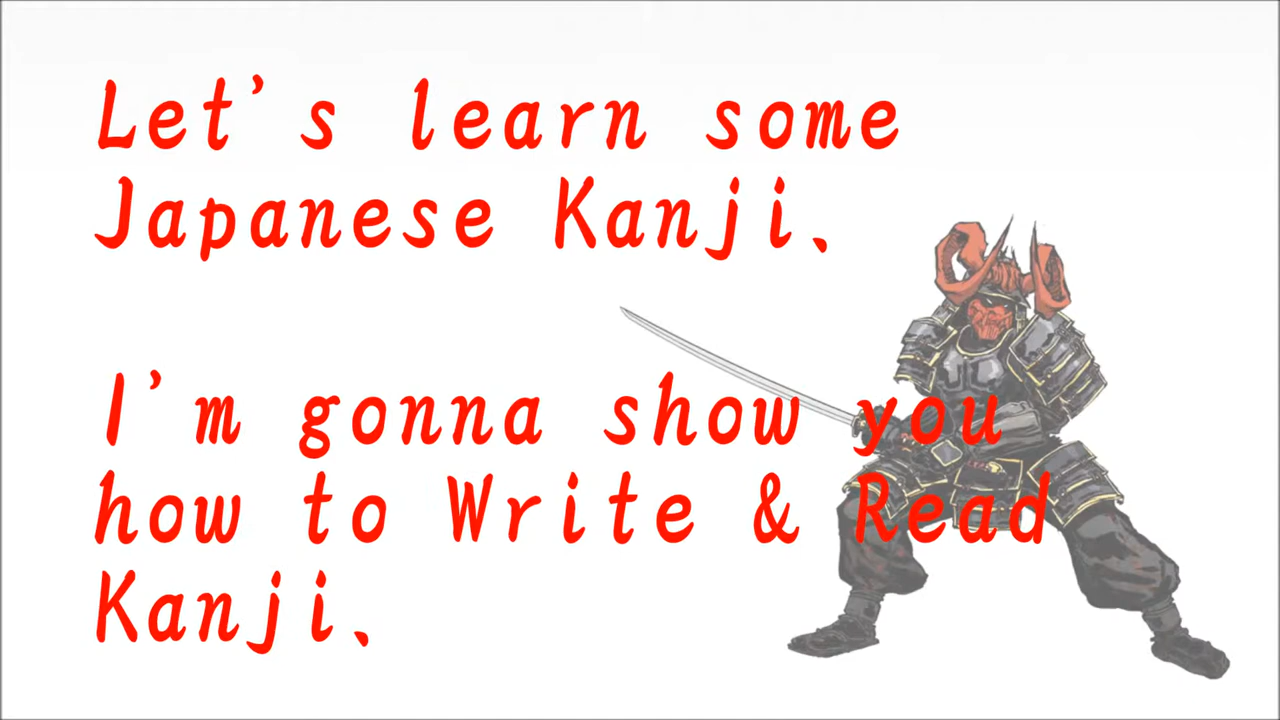 Let's learn some
Japanese Kanji、
I'm gonna show you
how to Write & Read
Kanji、